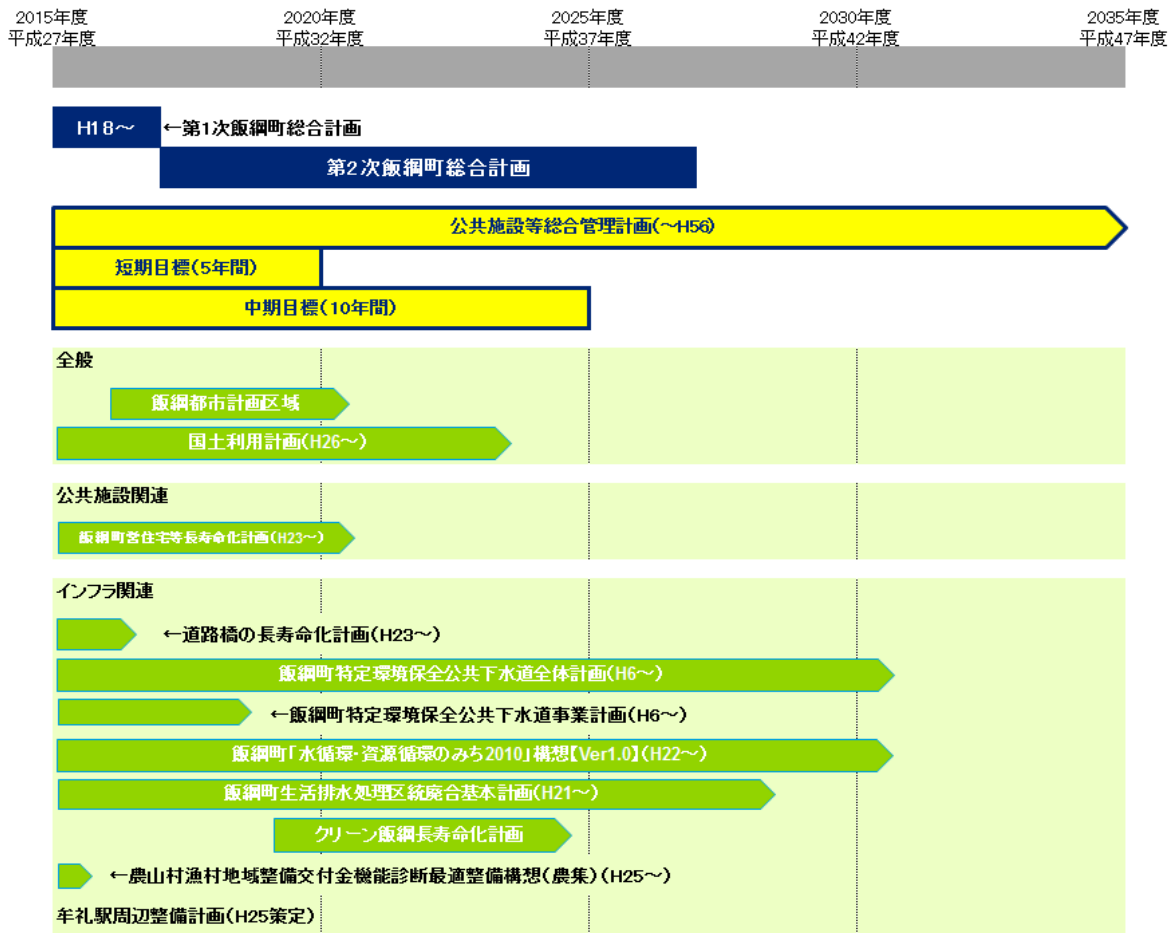 2015年度 2020年度 2025年度 2030年度 2035年度
平成27年度 平成32年度 平成37年度 平成42年度 平成47年度
H18～ ←第1次飯綱町総合計画
第2次飯綱町総合計画
公共施設等総合管理計画(～H56)
短期目標(5年間)
中期目標(10年間)
全般
飯綱都市計画区域
国土利用計画(H26～)
公共施設関連
飯綱町営住宅等長寿命化計画(H23～)
インフラ関連
←道路橋の長寿命化計画(H23～)
飯綱町特定環境保全公共下水道全体計画(H6～)
←飯綱町特定環境保全公共下水道事業計画(H6～)
飯綱町「水循環・資源循環のみち2010」構想【Ver1.0】(H22～)
飯綱町生活排水処理区統廃合基本計画(H21～)
クリーン飯綱長寿命化計画
←農山村漁村地域整備交付金機能診断最適整備構想(農集)(H25～)
牟礼駅周辺整備計画(H25策定)